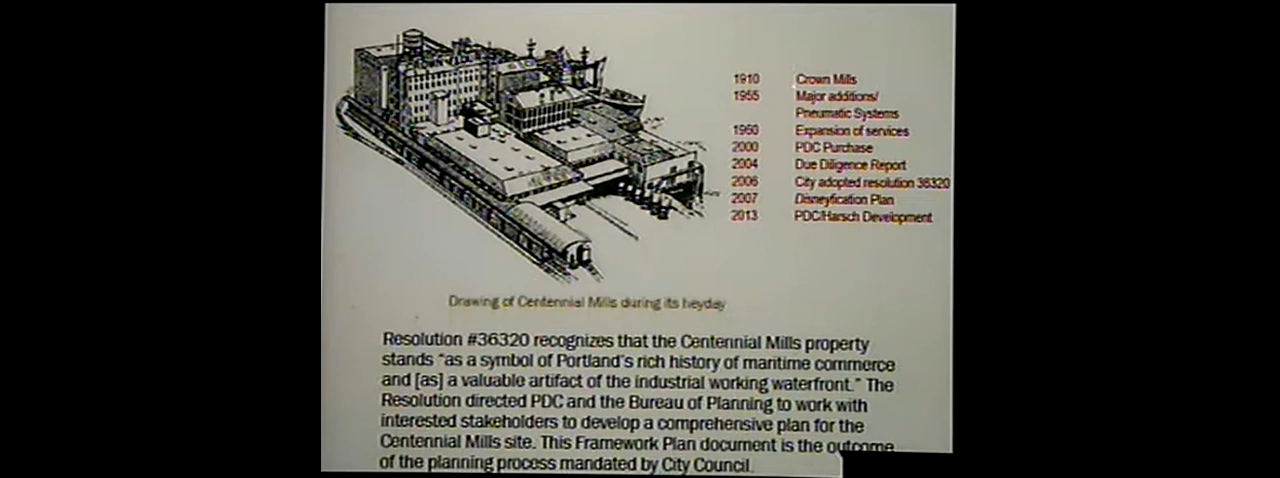 1910 Crown Mills
1955 Major additions/
Pneumatic Systems
1960 Expansion of services
2000 PDC Purchase
2004 Due Diligence Report
2006 City adopted resolution 36320
2007 Disneyfication Plan
2013 PDC/Harsch Development
Drawing of Centennial Mills during its heyday
Resolution #36320 recognizes that the Centennial Mills property
stands "as a symbol of Portland's rich history of maritime commerce
and [as] a valuable artifact of the industrial working waterfront." The
Resolution directed PDC and the Bureau of Planning to work with
interested stakeholders to develop a comprehensive plan for the
Centennial Mills site. This Framework Plan document is the outcome
of the planning process mandated by City Council.